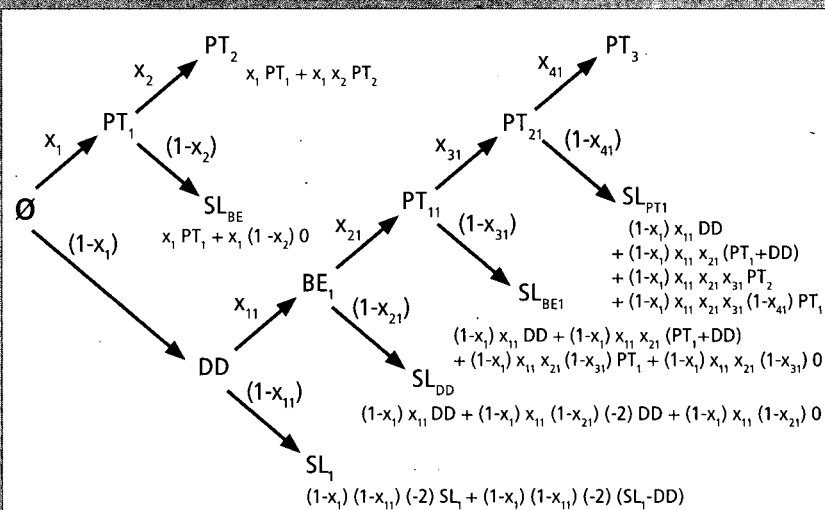 PT₂
x₂
x₁ PT₁ + x₁ x₂ PT₂
PT₁
x₁
(1-x₂)
Ø
SL_BE
x₁ PT₁ + x₁ (1-x₂) 0
(1-x₁)
PT₃
x₄₁
PT₂₁
x₃₁
(1-x₄₁)
PT₁₁
SL_PT1
(1-x₁) x₁₁ DD
+ (1-x₁) x₁₁ x₂₁ (PT₁+DD)
+ (1-x₁) x₁₁ x₂₁ x₃₁ PT₂
+ (1-x₁) x₁₁ x₂₁ x₃₁ (1-x₄₁) PT₁
x₂₁
(1-x₃₁)
BE₁
SL_BE1
x₁₁
(1-x₂₁)
(1-x₁) x₁₁ DD + (1-x₁) x₁₁ x₂₁ (PT₁+DD)
+ (1-x₁) x₁₁ x₂₁ (1-x₃₁) PT₁ + (1-x₁) x₁₁ x₂₁ (1-x₃₁) 0
DD
SL_DD
(1-x₁₁)
(1-x₁) x₁₁ DD + (1-x₁) x₁₁ (1-x₂₁) (-2) DD + (1-x₁) x₁₁ (1-x₂₁) 0
SL₁
(1-x₁) (1-x₁₁) (-2) SL₁ + (1-x₁) (1-x₁₁) (-2) (SL₁-DD)